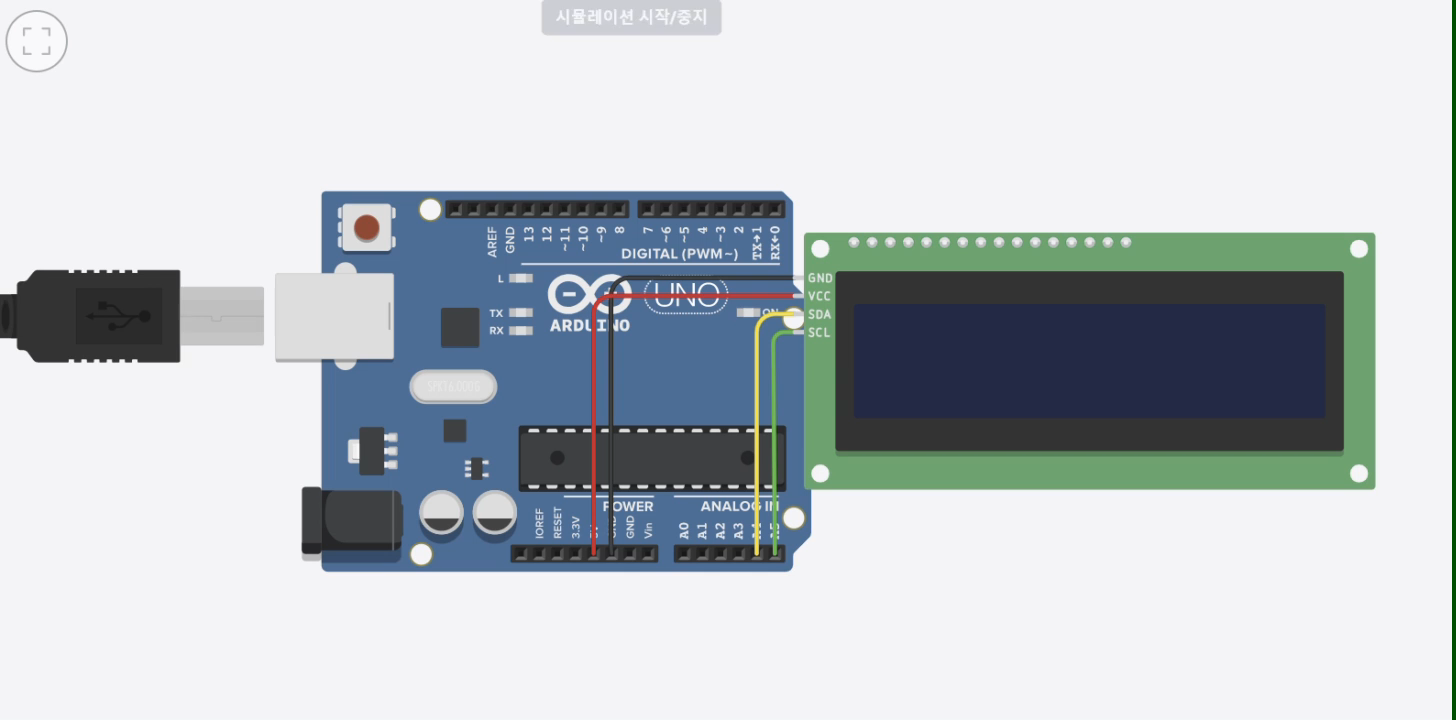 시뮬레이션 시작/중지
AREF
GND
13
12
~11
~10
~9
8
7
~6
~5
4
~3
2
TX→1
RX←0
DIGITAL (PWM~)
L
TX
RX
UNO
ARDUINO
ON
GND
VCC
SDA
SCL
POWER
ANALOG IN
IOREF
RESET
3.3V
GND
Vin
A0
A1
A2
A3